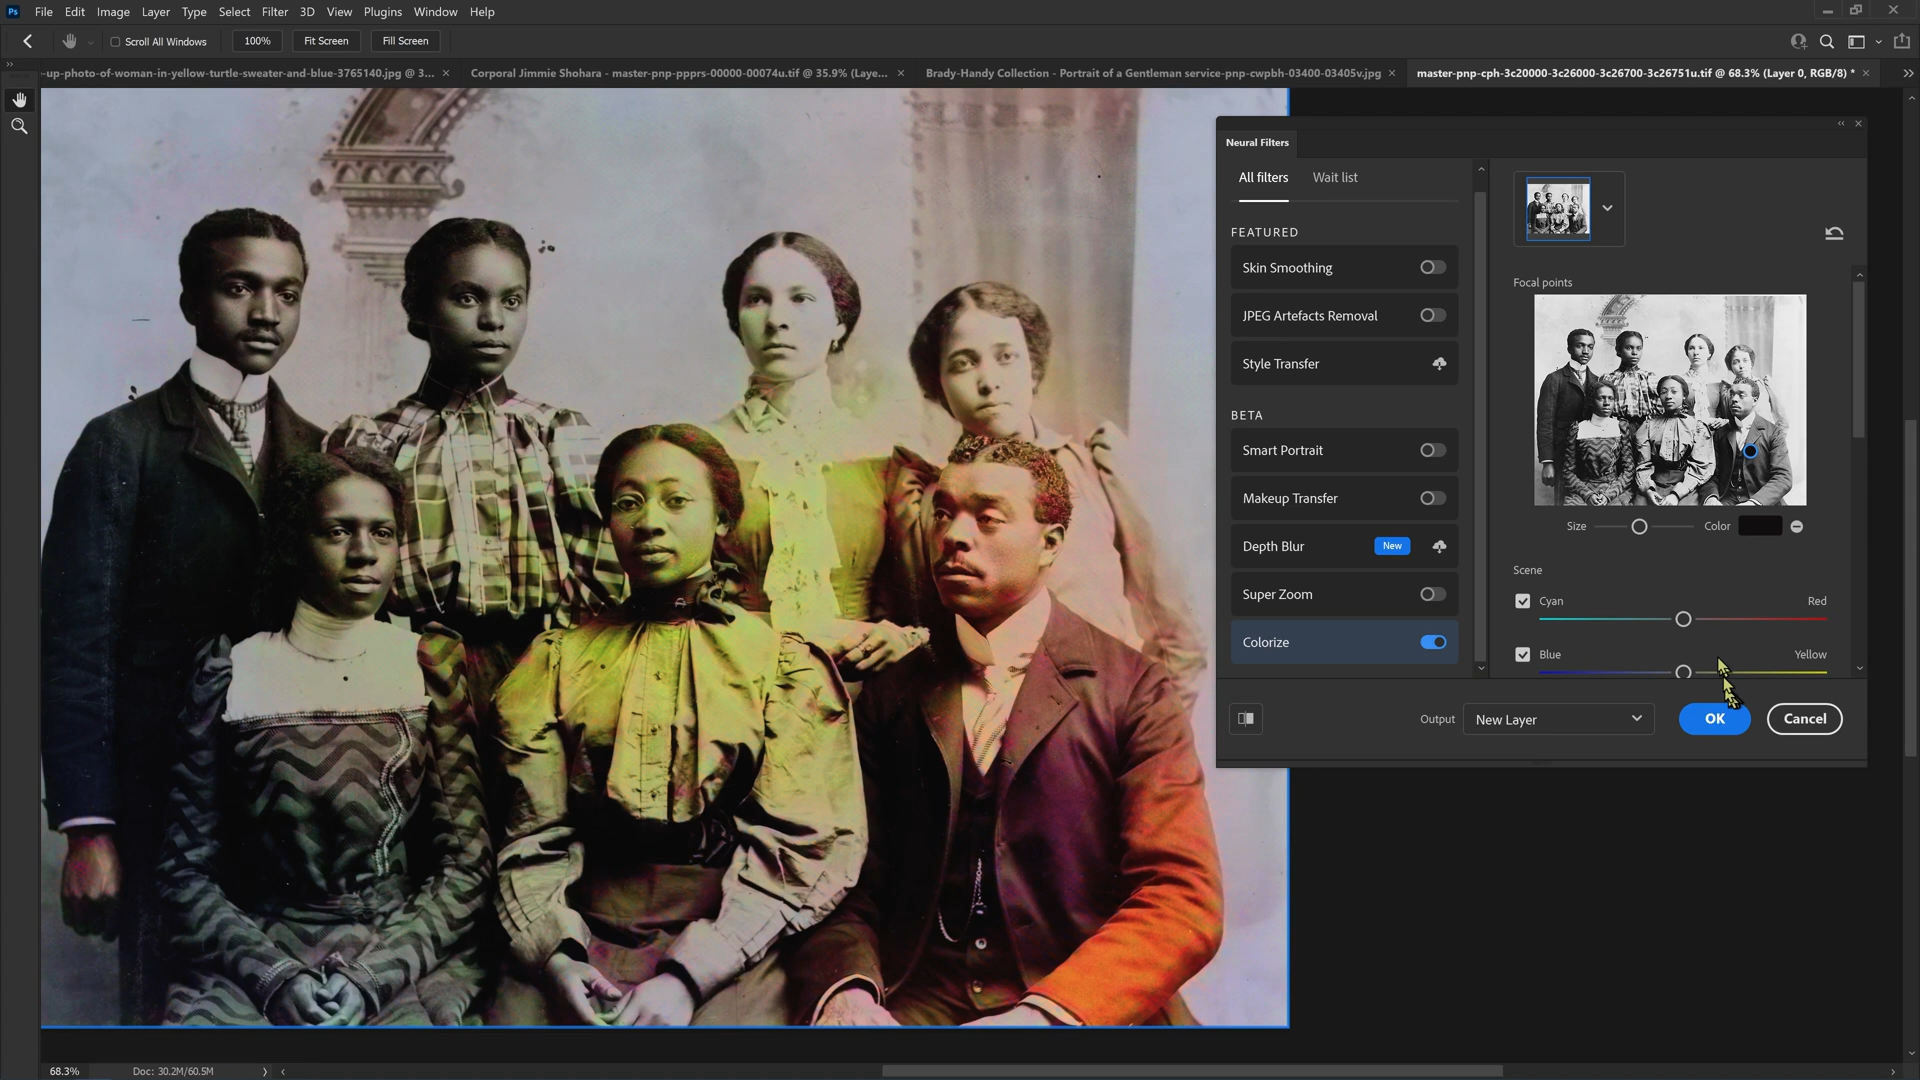 Ps File Edit Image Layer Type Select Filter 3D View Plugins Window Help
Scroll All Windows 100% Fit Screen Fill Screen
-up-photo-of-woman-in-yellow-turtle-sweater-and-blue-3765140.jpg @ 3... × Corporal Jimmie Shohara - master-pnp-ppprs-00000-00074u.tif @ 35.9% (Laye... × Brady-Handy Collection - Portrait of a Gentleman service-pnp-cwpbh-03400-03405v.jpg × master-pnp-cph-3c20000-3c26000-3c26700-3c26751u.tif @ 68.3% (Layer 0, RGB/8) * ×
Neural Filters
All filters Wait list
FEATURED
Skin Smoothing
JPEG Artefacts Removal
Style Transfer
BETA
Smart Portrait
Makeup Transfer
Depth Blur New
Super Zoom
Colorize
Focal points
Size Color
Scene
Cyan Red
Blue Yellow
Output New Layer OK Cancel
68.3% Doc: 30.2M/60.5M